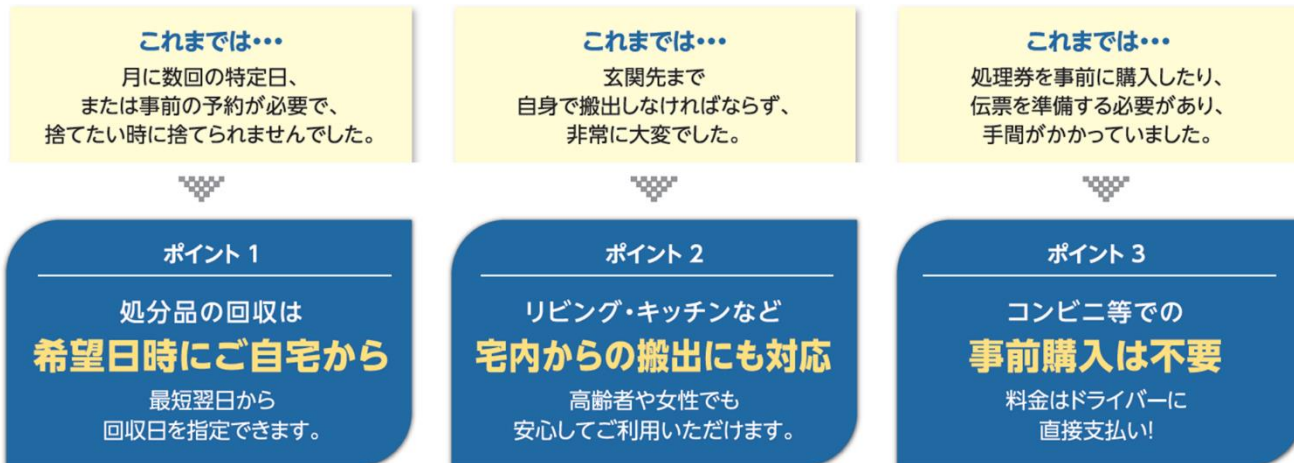 これまでは･･･
月に数回の特定日、
または事前の予約が必要で、
捨てたい時に捨てられませんでした。
ポイント 1
処分品の回収は
希望日時にご自宅から
最短翌日から
回収日を指定できます。
これまでは･･･
玄関先まで
自身で搬出しなければならず、
非常に大変でした。
ポイント 2
リビング・キッチンなど
宅内からの搬出にも対応
高齢者や女性でも
安心してご利用いただけます。
これまでは･･･
処理券を事前に購入したり、
伝票を準備する必要があり、
手間がかかっていました。
ポイント 3
コンビニ等での
事前購入は不要
料金はドライバーに
直接支払い!